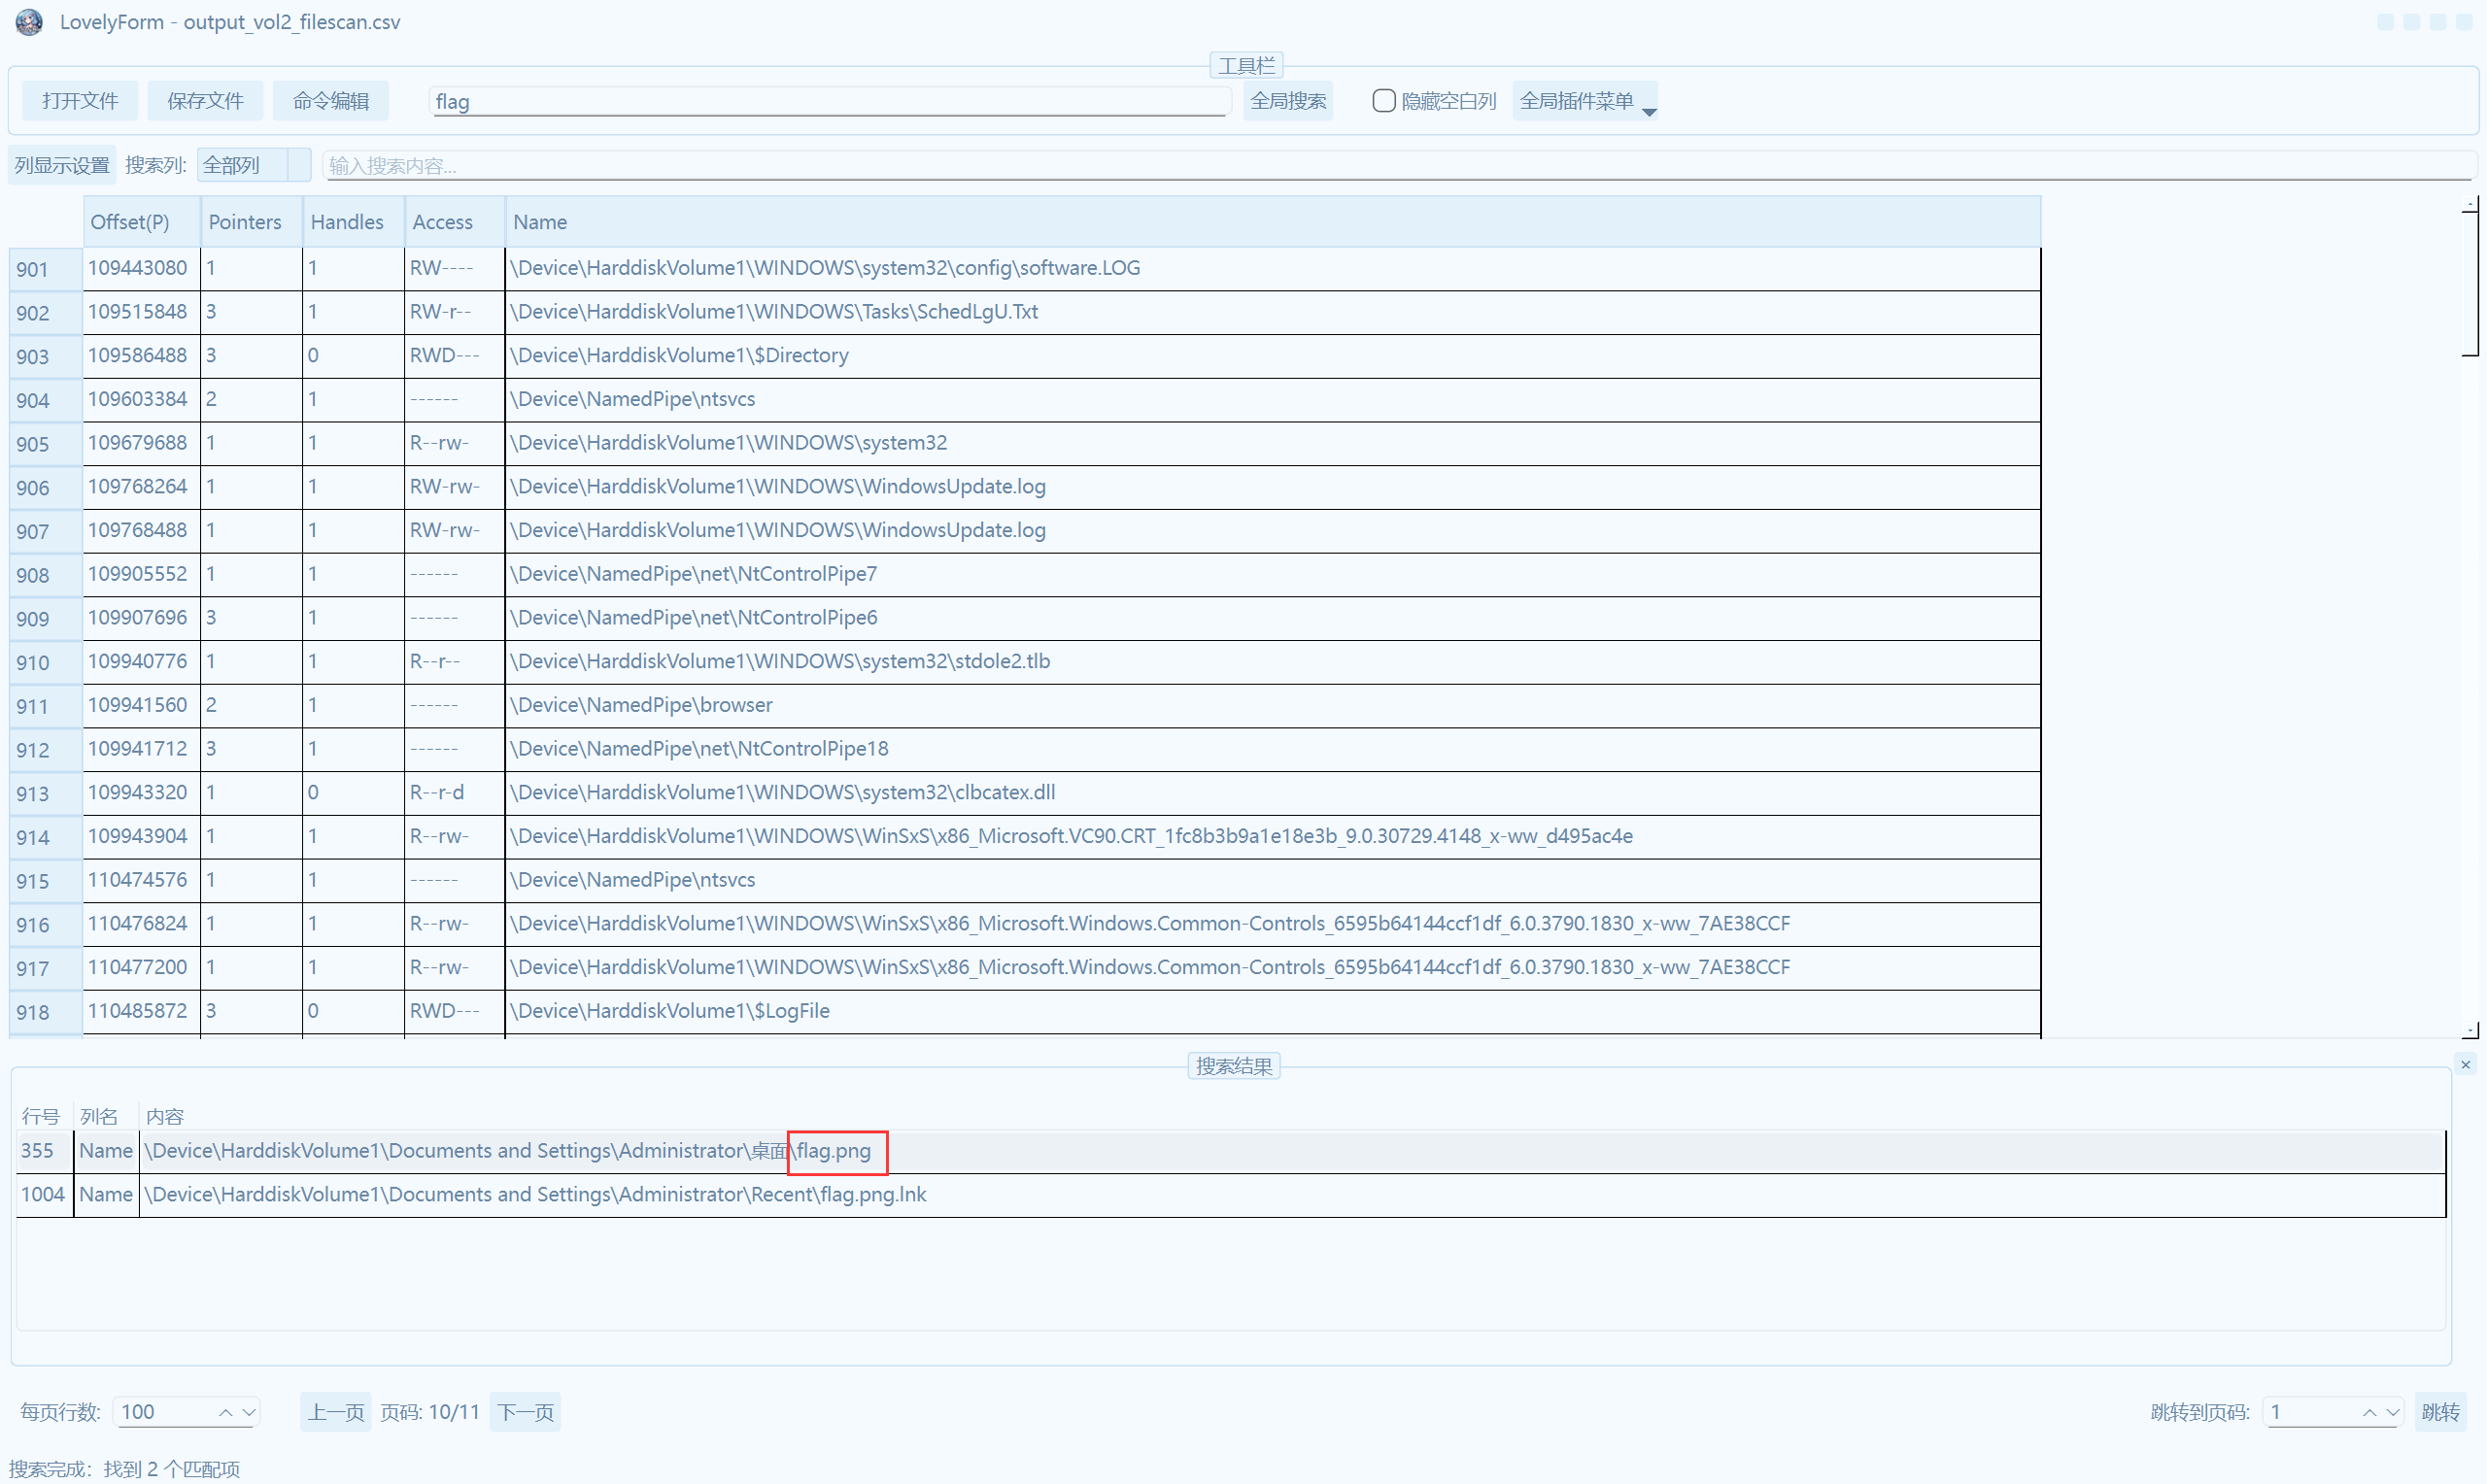 LovelyForm - output_vol2_filescan.csv
工具栏
打开文件 保存文件 命令编辑 flag 全局搜索 隐藏空白列 全局插件菜单
列显示设置 搜索列: 全部列 输入搜索内容...
Offset(P) Pointers Handles Access Name
901 109443080 1 1 RW---- \Device\HarddiskVolume1\WINDOWS\system32\config\software.LOG
902 109515848 3 1 RW-r-- \Device\HarddiskVolume1\WINDOWS\Tasks\SchedLgU.Txt
903 109586488 3 0 RWD--- \Device\HarddiskVolume1\$Directory
904 109603384 2 1 ------ \Device\NamedPipe\ntsvcs
905 109679688 1 1 R--rw- \Device\HarddiskVolume1\WINDOWS\system32
906 109768264 1 1 RW-rw- \Device\HarddiskVolume1\WINDOWS\WindowsUpdate.log
907 109768488 1 1 RW-rw- \Device\HarddiskVolume1\WINDOWS\WindowsUpdate.log
908 109905552 1 1 ------ \Device\NamedPipe\net\NtControlPipe7
909 109907696 3 1 ------ \Device\NamedPipe\net\NtControlPipe6
910 109940776 1 1 R--r-- \Device\HarddiskVolume1\WINDOWS\system32\stdole2.tlb
911 109941560 2 1 ------ \Device\NamedPipe\browser
912 109941712 3 1 ------ \Device\NamedPipe\net\NtControlPipe18
913 109943320 1 0 R--r-d \Device\HarddiskVolume1\WINDOWS\system32\clbcatex.dll
914 109943904 1 1 R--rw- \Device\HarddiskVolume1\WINDOWS\WinSxS\x86_Microsoft.VC90.CRT_1fc8b3b9a1e18e3b_9.0.30729.4148_x-ww_d495ac4e
915 110474576 1 1 ------ \Device\NamedPipe\ntsvcs
916 110476824 1 1 R--rw- \Device\HarddiskVolume1\WINDOWS\WinSxS\x86_Microsoft.Windows.Common-Controls_6595b64144ccf1df_6.0.3790.1830_x-ww_7AE38CCF
917 110477200 1 1 R--rw- \Device\HarddiskVolume1\WINDOWS\WinSxS\x86_Microsoft.Windows.Common-Controls_6595b64144ccf1df_6.0.3790.1830_x-ww_7AE38CCF
918 110485872 3 0 RWD--- \Device\HarddiskVolume1\$LogFile
搜索结果
行号 列名 内容
355 Name \Device\HarddiskVolume1\Documents and Settings\Administrator\桌面\flag.png
1004 Name \Device\HarddiskVolume1\Documents and Settings\Administrator\Recent\flag.png.lnk
每页行数: 100 上一页 页码: 10/11 下一页 跳转到页码: 1 跳转
搜索完成: 找到 2 个匹配项